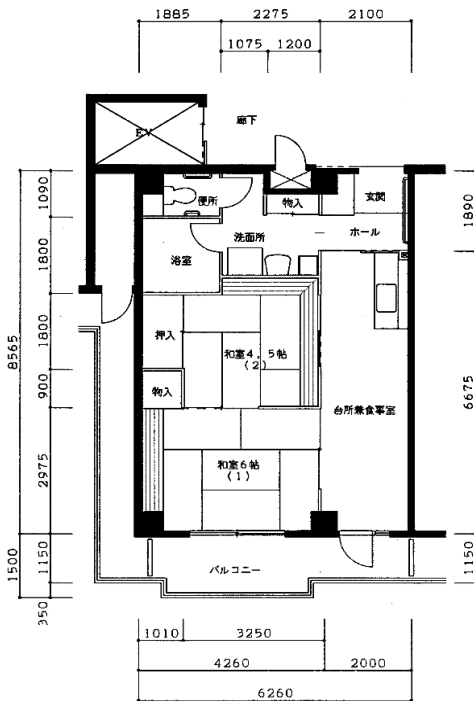 1885
2275
2100
1075
1200
EV
廊下
1090
1890
便所
物入
玄関
洗面所
ホール
1800
浴室
8565
1800
押入
和室4.5帖
(2)
900
物入
6675
台所兼食事室
2975
和室6帖
(1)
1500
1150
バルコニー
1150
350
1010
3250
4260
2000
6260